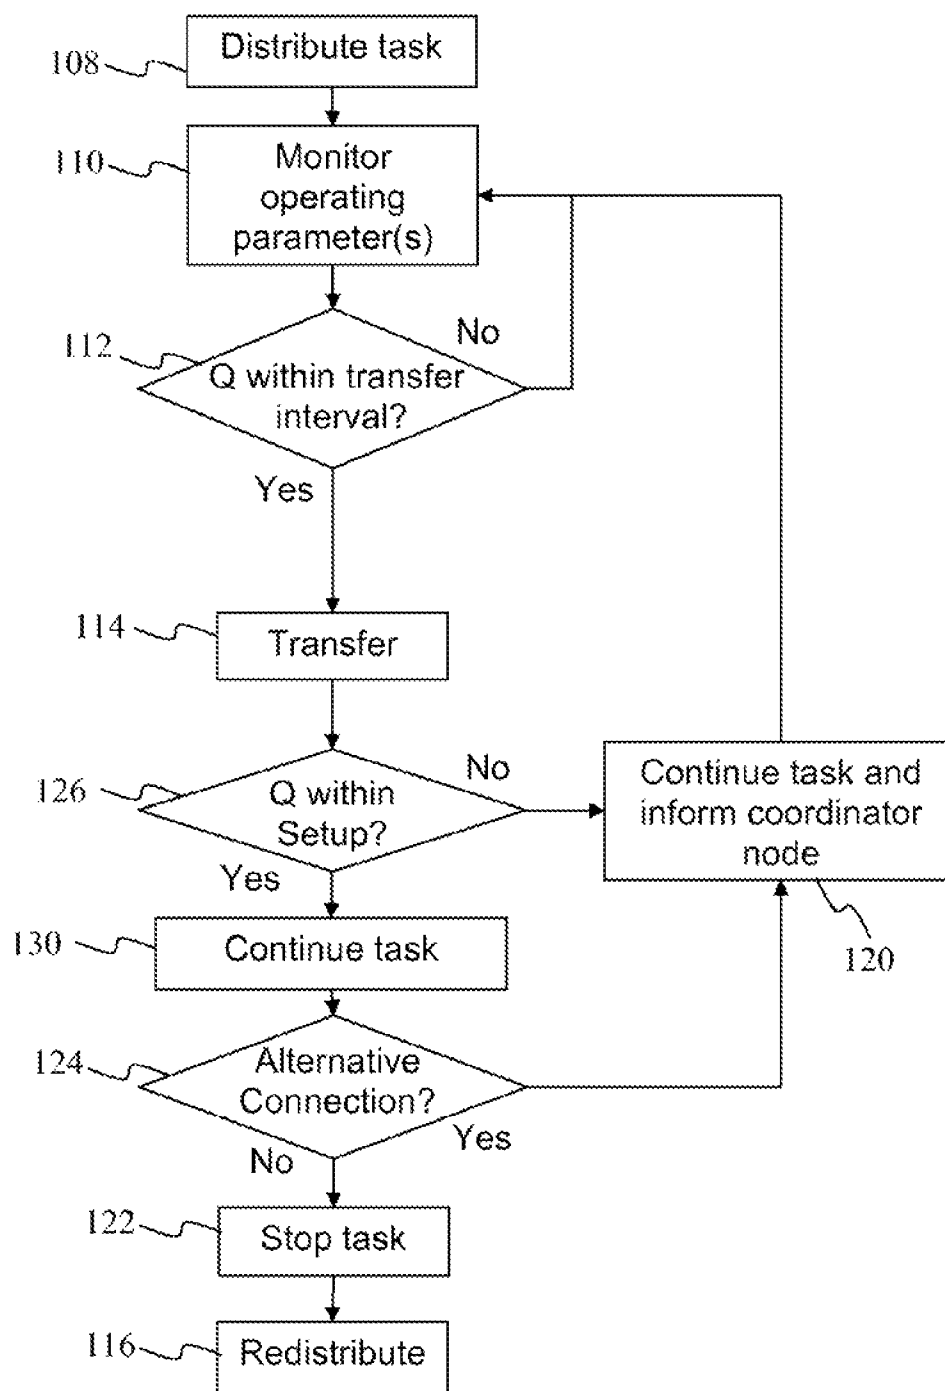 Distribute task
108
Monitor
operating
parameter(s)
110
No
112
Q within transfer
interval?
Yes
114
Transfer
No
126
Q within
Setup?
Continue task and
inform coordinator
node
Yes
130
Continue task
120
124
Alternative
Connection?
Yes
No
122
Stop task
116
Redistribute